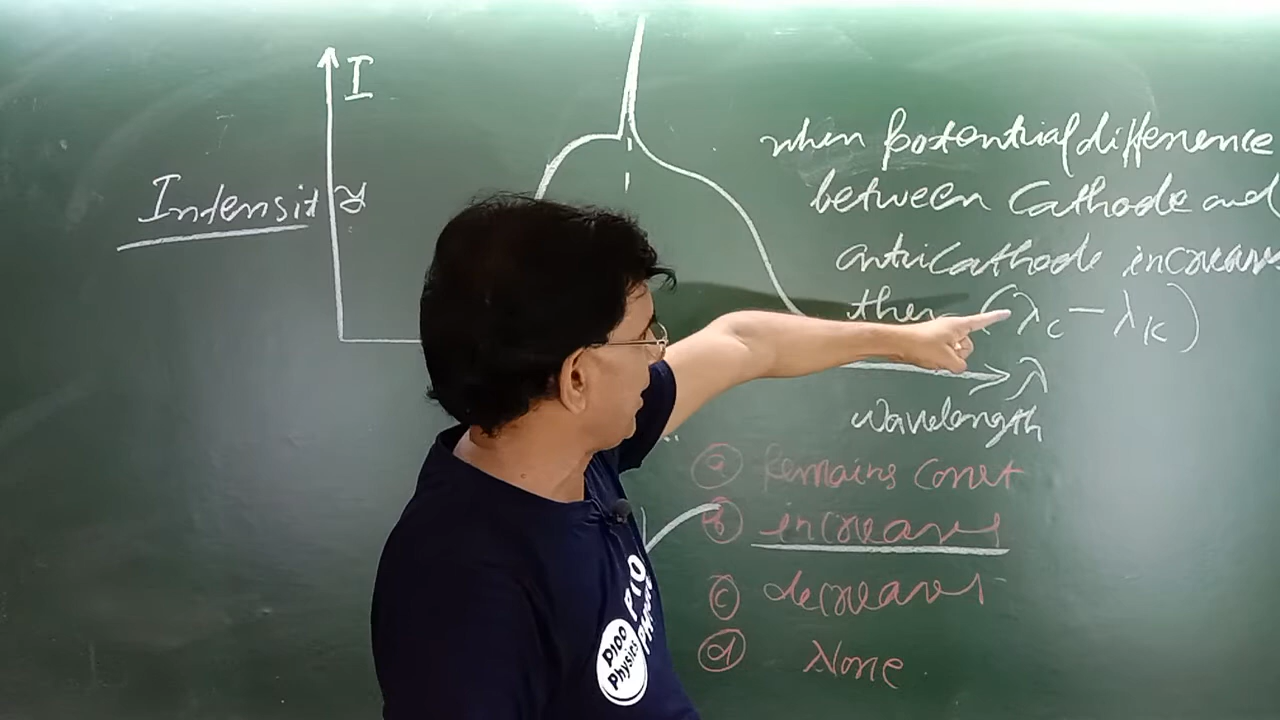 I
Intensity
when potential difference
between Cathode and
anticathode increases
then (λc - λk)
λ
wavelength
(a) Remains const
(b) increases
(c) decreases
(d) None
D100
Physics